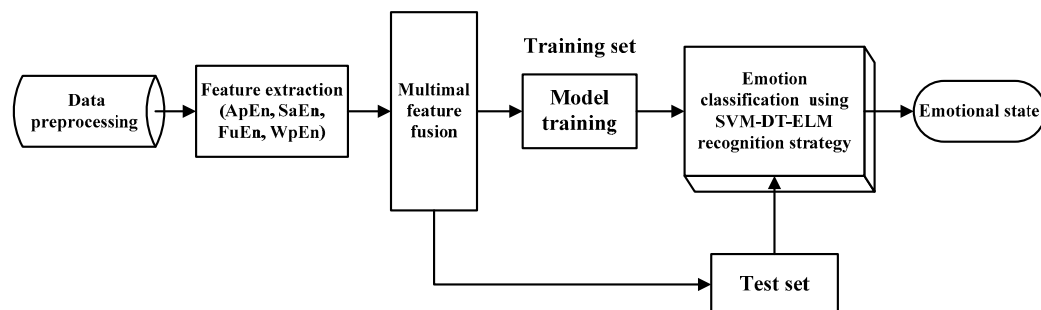 Data
preprocessing
Feature extraction
(ApEn, SaEn,
FuEn, WpEn)
Multimal
feature
fusion
Training set
Model
training
Emotion
classification using
SVM-DT-ELM
recognition strategy
Emotional state
Test set